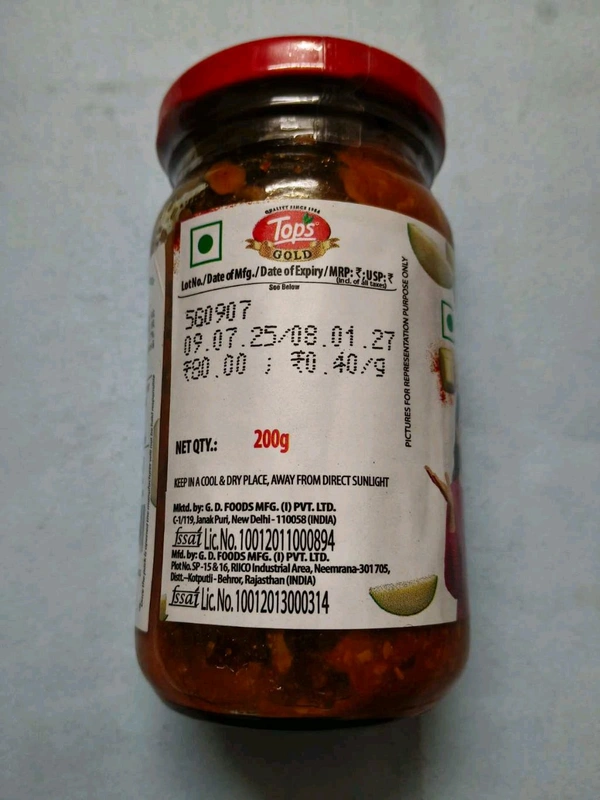 QUALITY SINCE 1984
Tops
GOLD
Lot No./Date of Mfg./Date of Expiry/MRP: ₹;USP: ₹
(Incl. of all taxes)
See Below
5G0907
09.07.25/08.01.27
₹80.00 ; ₹0.40/g
NET QTY.: 200g
KEEP IN A COOL & DRY PLACE, AWAY FROM DIRECT SUNLIGHT
Mktd. by: G. D. FOODS MFG. (I) PVT. LTD.
C-1/119, Janak Puri, New Delhi - 110058 (INDIA)
fssai Lic. No. 10012011000894
Mfd. by: G. D. FOODS MFG. (I) PVT. LTD.
Plot No. SP -15 & 16, RIICO Industrial Area, Neemrana-301705,
Distt.–Kotputli - Behror, Rajasthan (INDIA)
fssai Lic. No. 10012013000314
PICTURES FOR REPRESENTATION PURPOSE ONLY